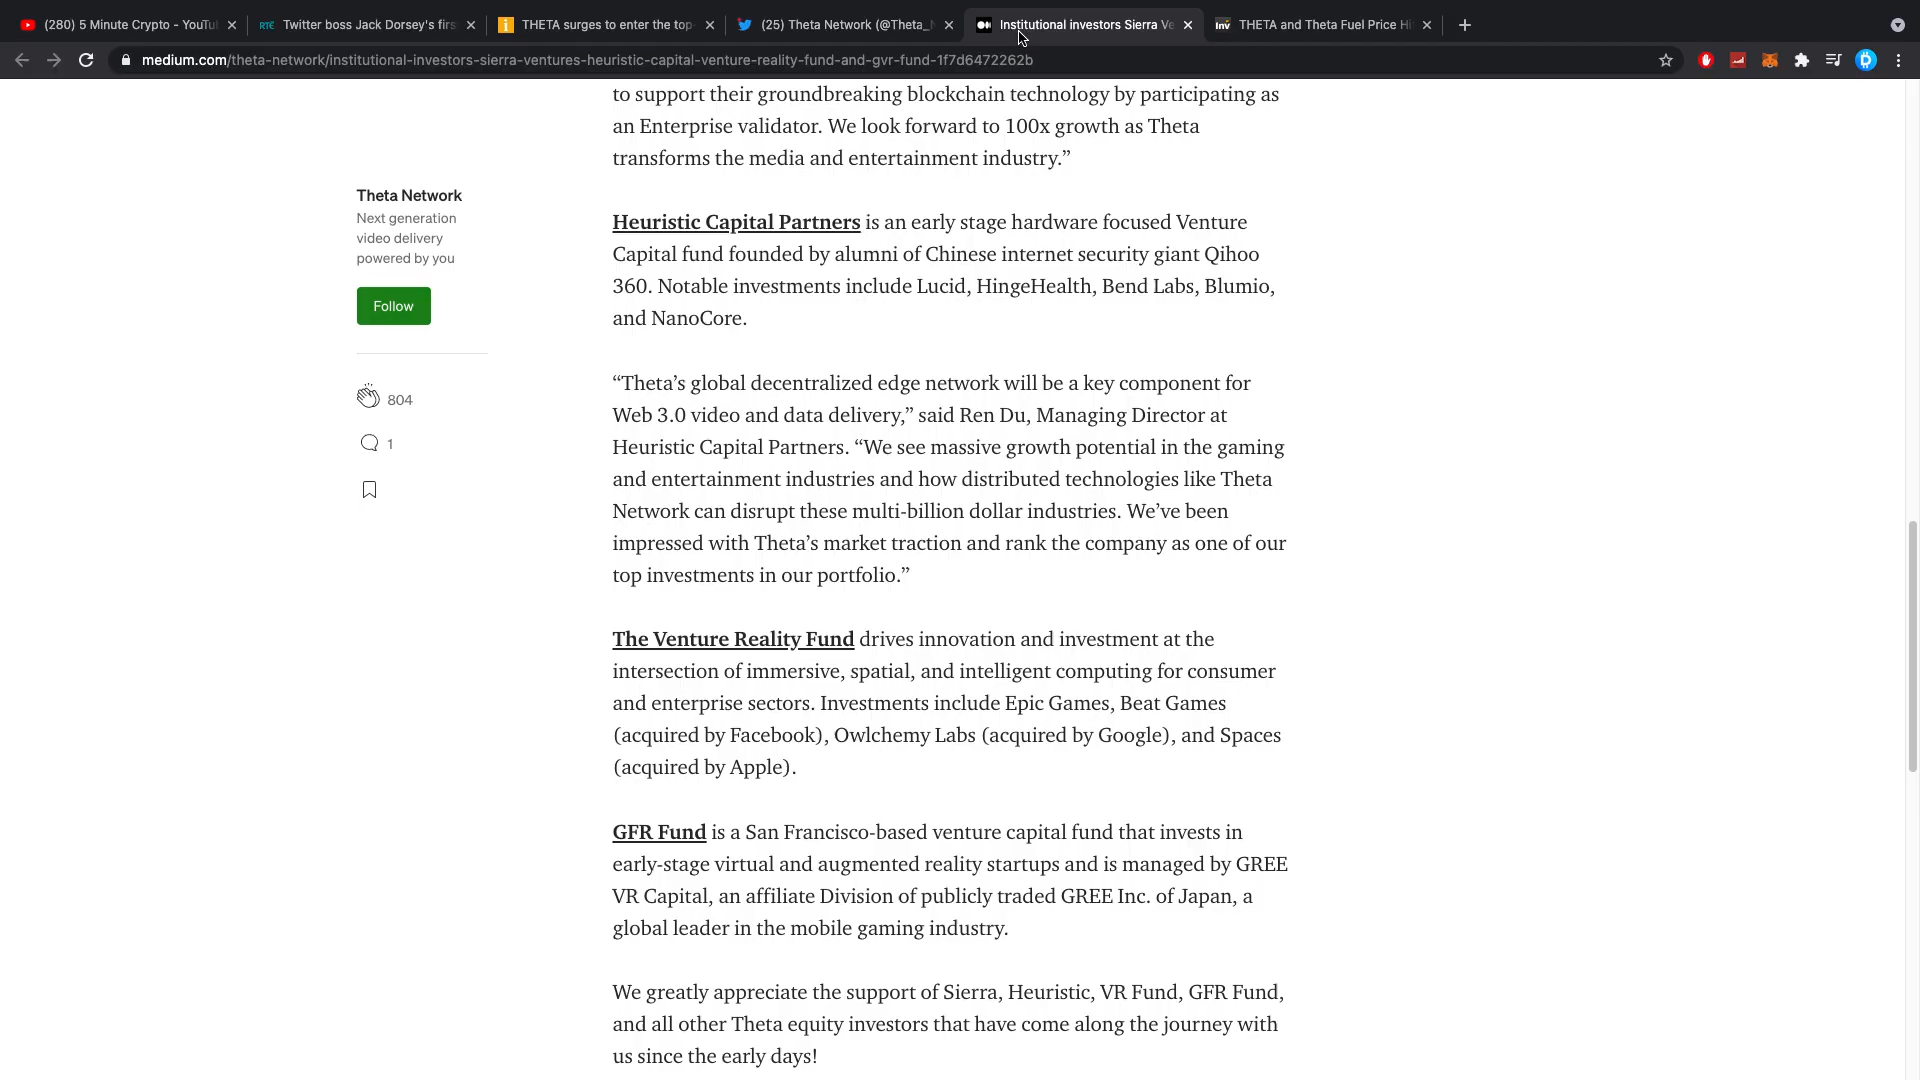 (280) 5 Minute Crypto - YouTu
Twitter boss Jack Dorsey's firs
THETA surges to enter the top-
(25) Theta Network (@Theta_N
Institutional investors Sierra Ve
THETA and Theta Fuel Price Hi
medium.com/theta-network/institutional-investors-sierra-ventures-heuristic-capital-venture-reality-fund-and-gvr-fund-1f7d6472262b
to support their groundbreaking blockchain technology by participating as
an Enterprise validator. We look forward to 100x growth as Theta
transforms the media and entertainment industry.”
Theta Network
Next generation
video delivery
powered by you
Follow
804
1
Heuristic Capital Partners is an early stage hardware focused Venture
Capital fund founded by alumni of Chinese internet security giant Qihoo
360. Notable investments include Lucid, HingeHealth, Bend Labs, Blumio,
and NanoCore.
“Theta’s global decentralized edge network will be a key component for
Web 3.0 video and data delivery,” said Ren Du, Managing Director at
Heuristic Capital Partners. “We see massive growth potential in the gaming
and entertainment industries and how distributed technologies like Theta
Network can disrupt these multi-billion dollar industries. We’ve been
impressed with Theta’s market traction and rank the company as one of our
top investments in our portfolio.”
The Venture Reality Fund drives innovation and investment at the
intersection of immersive, spatial, and intelligent computing for consumer
and enterprise sectors. Investments include Epic Games, Beat Games
(acquired by Facebook), Owlchemy Labs (acquired by Google), and Spaces
(acquired by Apple).
GFR Fund is a San Francisco-based venture capital fund that invests in
early-stage virtual and augmented reality startups and is managed by GREE
VR Capital, an affiliate Division of publicly traded GREE Inc. of Japan, a
global leader in the mobile gaming industry.
We greatly appreciate the support of Sierra, Heuristic, VR Fund, GFR Fund,
and all other Theta equity investors that have come along the journey with
us since the early days!